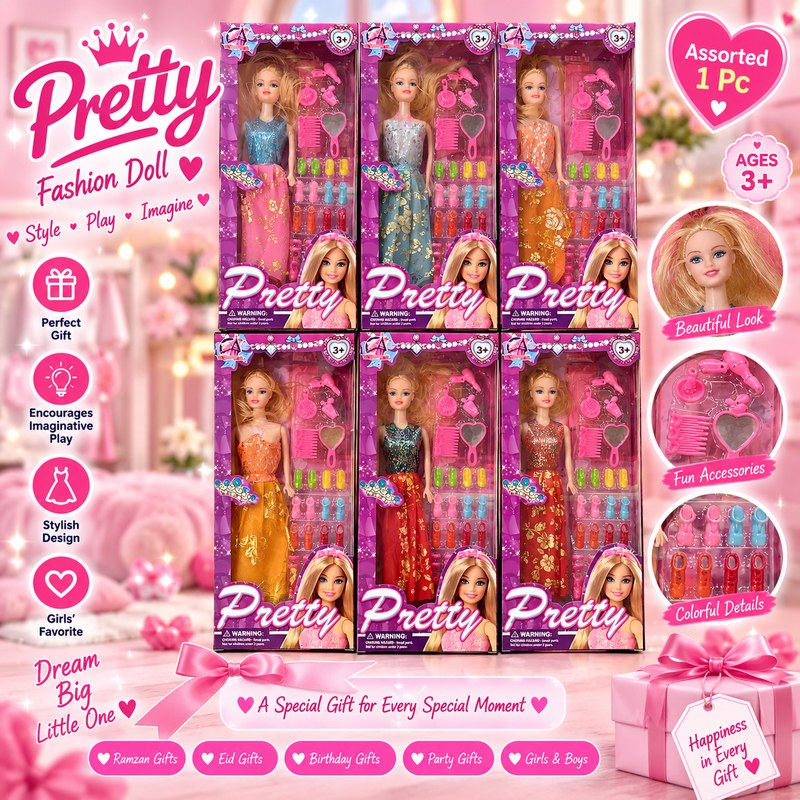 Pretty
Fashion Doll
Style • Play • Imagine
Assorted
1 Pc
AGES
3+
Perfect
Gift
Encourages
Imaginative
Play
Stylish
Design
Girls'
Favorite
3+
3+
3+
Pretty
Pretty
Pretty
WARNING:
WARNING:
WARNING:
3+
3+
3+
Pretty
Pretty
Pretty
WARNING:
WARNING:
WARNING:
Beautiful Look
Fun Accessories
Colorful Details
Dream
Big
Little One
A Special Gift for Every Special Moment
Ramzan Gifts
Eid Gifts
Birthday Gifts
Party Gifts
Girls & Boys
Happiness
in Every
Gift